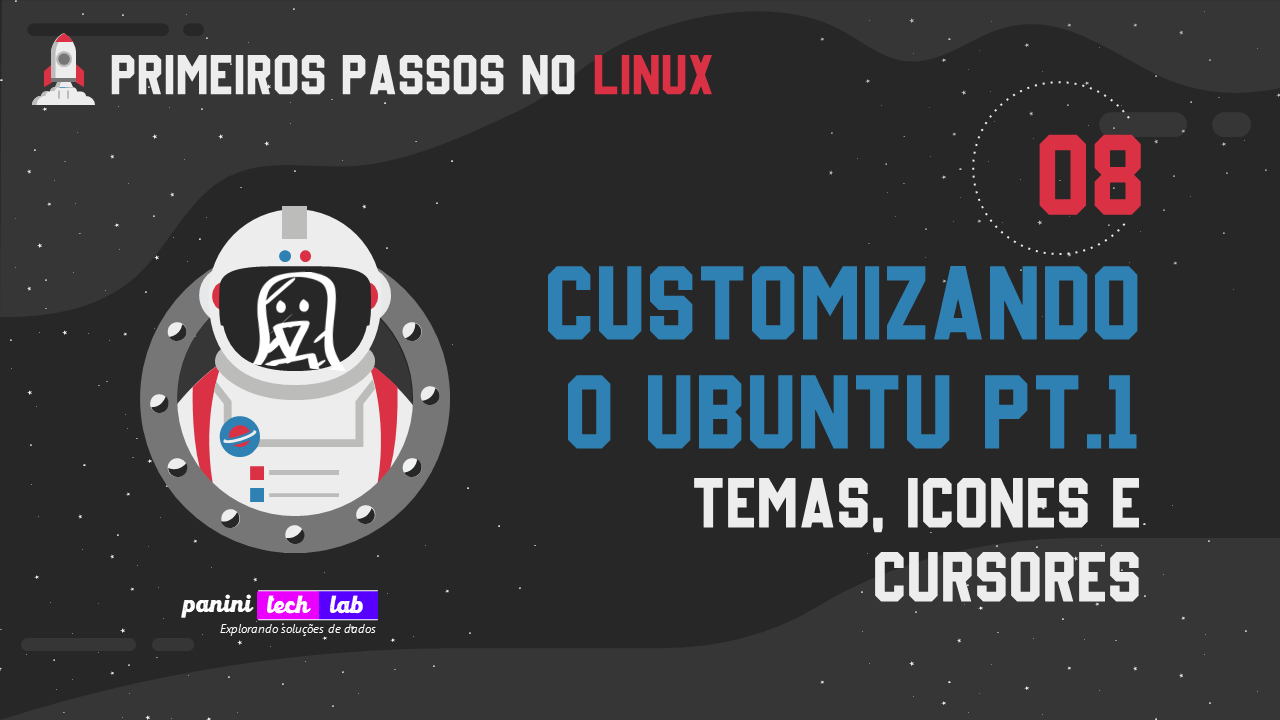 PRIMEIROS PASSOS NO LINUX
08
CUSTOMIZANDO
O UBUNTU PT.1
TEMAS, ICONES E
CURSORES
panini tech lab
Explorando soluções de dados